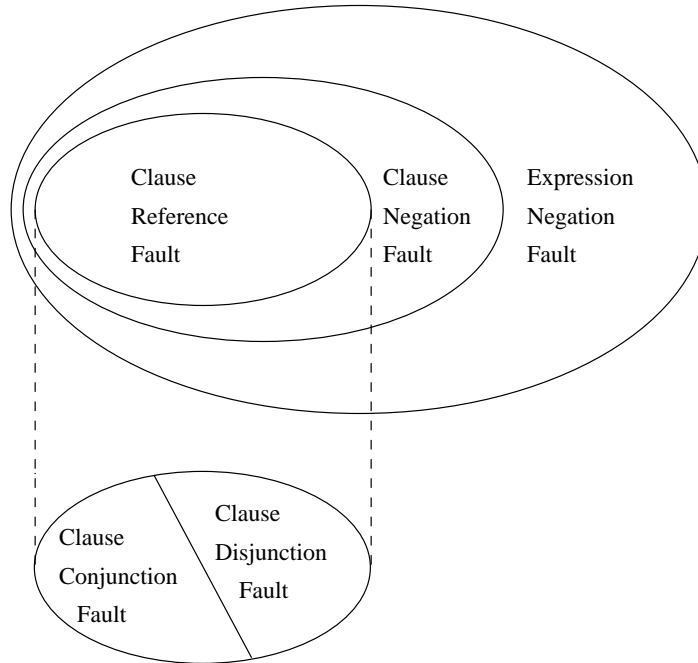 Clause
Reference
Fault
Clause
Negation
Fault
Expression
Negation
Fault
Clause
Conjunction
Fault
Clause
Disjunction
Fault